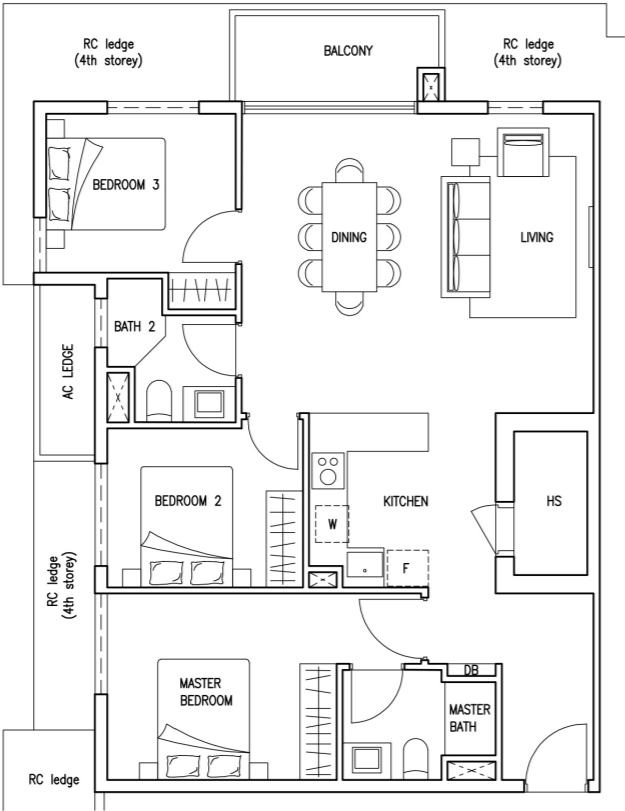 RC ledge
(4th storey)
BALCONY
RC ledge
(4th storey)
BEDROOM 3
DINING
LIVING
BATH 2
AC LEDGE
BEDROOM 2
KITCHEN
HS
W
F
RC ledge
(4th storey)
DB
MASTER
BEDROOM
MASTER
BATH
RC ledge